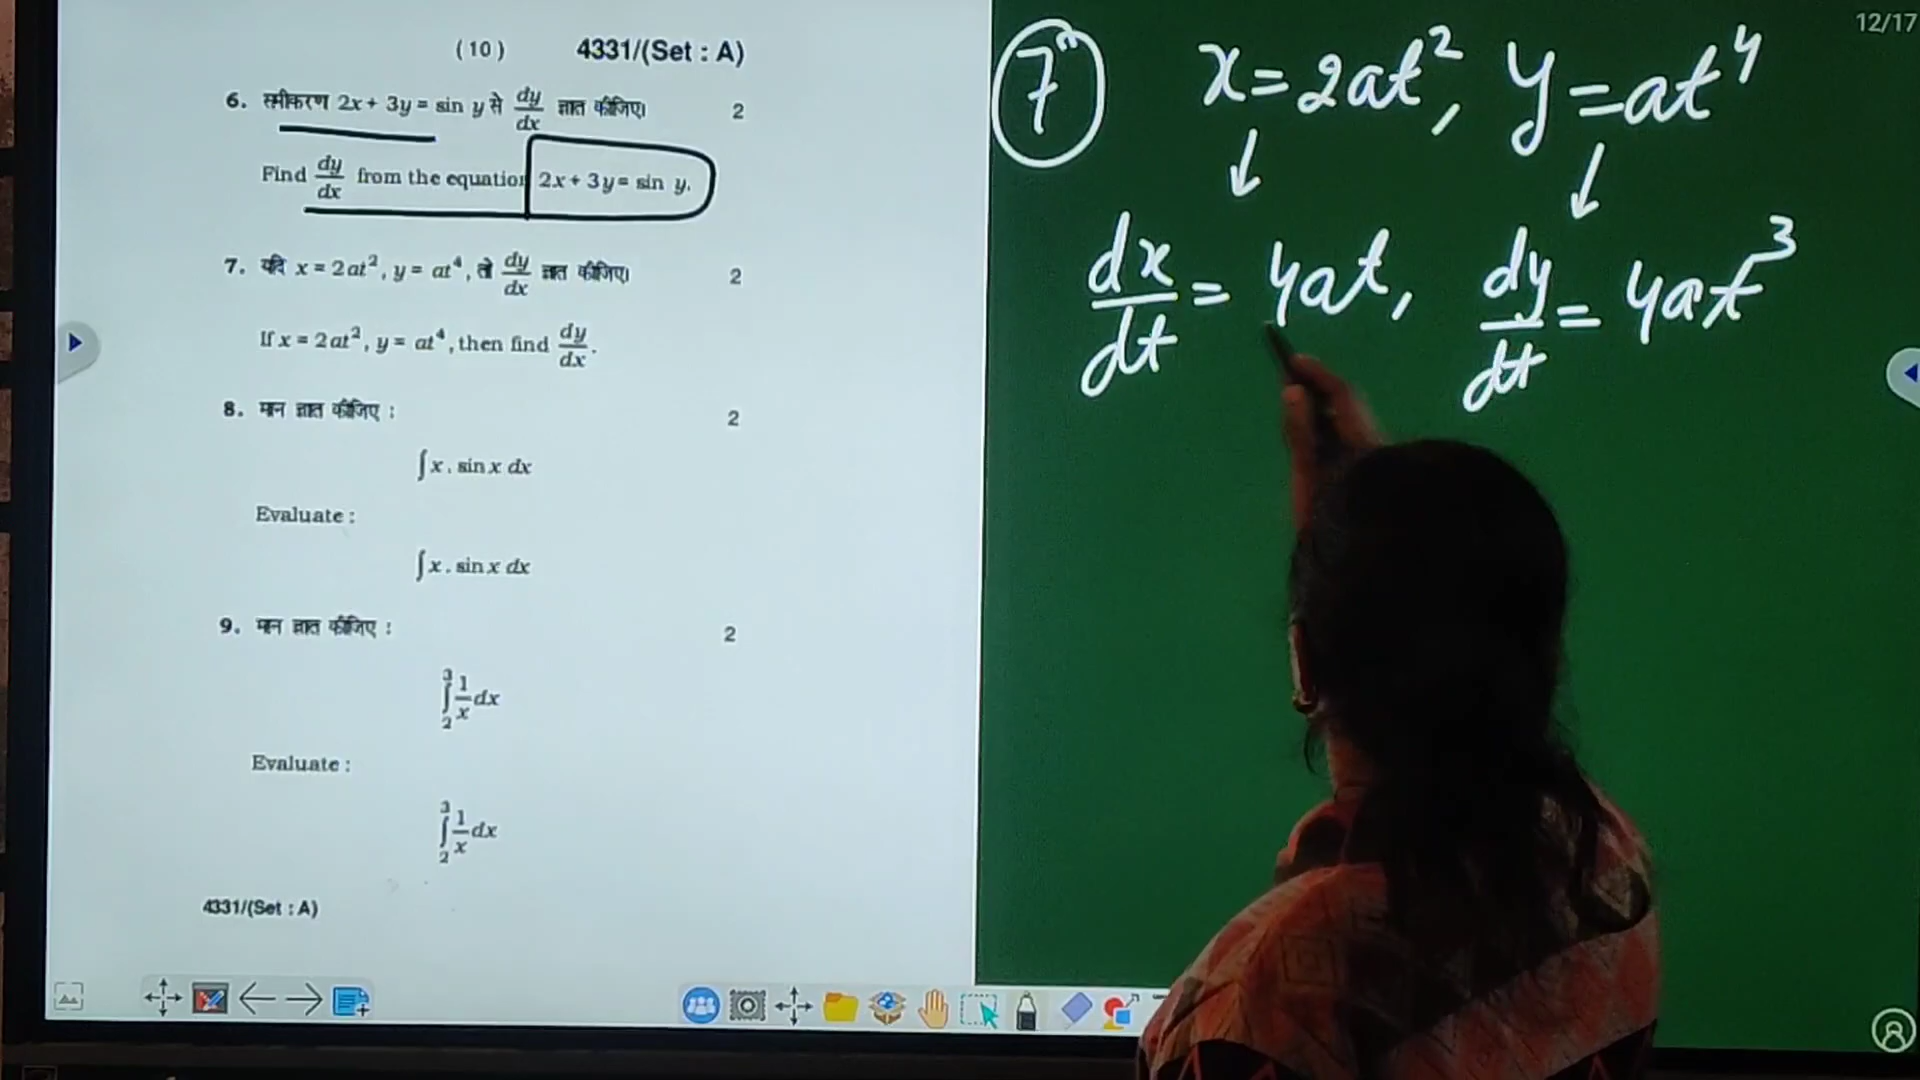 ( 10 ) 4331/(Set : A)
6. समीकरण 2x + 3y = sin y से dy/dx ज्ञात कीजिए। 2
Find dy/dx from the equation 2x + 3y = sin y.
7. यदि x = 2at², y = at⁴, तो dy/dx ज्ञात कीजिए। 2
If x = 2at², y = at⁴, then find dy/dx.
8. मान ज्ञात कीजिए : 2
∫ x . sin x dx
Evaluate :
∫ x . sin x dx
9. मान ज्ञात कीजिए : 2
∫₂³ 1/x dx
Evaluate :
∫₂³ 1/x dx
4331/(Set : A)
12/17
7 x = 2at², y = at⁴
dx/dt = 4at, dy/dt = 4at³